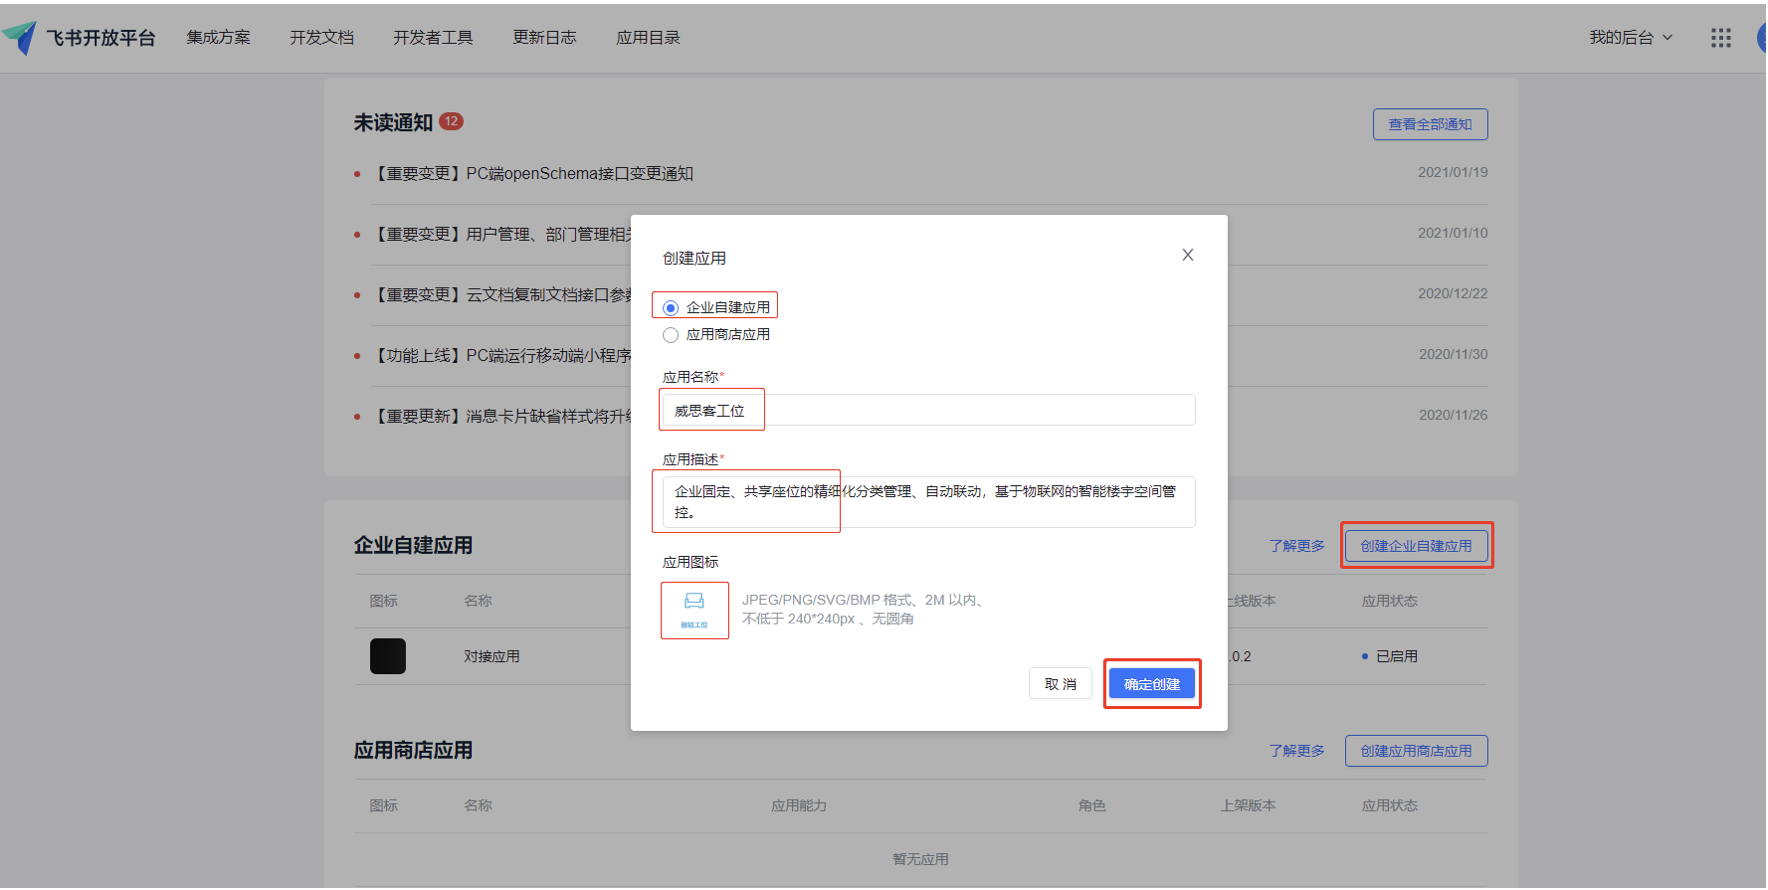 飞书开放平台 集成方案 开发文档 开发者工具 更新日志 应用目录 我的后台
未读通知 12 查看全部通知
【重要变更】PC端openSchema接口变更通知 2021/01/19
【重要变更】用户管理、部门管理相 2021/01/10
【重要变更】云文档复制文档接口参 2020/12/22
【功能上线】PC端运行移动端小程序 2020/11/30
【重要更新】消息卡片缺省样式将升 2020/11/26
创建应用
企业自建应用
应用商店应用
应用名称*
威思客工位
应用描述*
企业固定、共享座位的精细化分类管理、自动联动，基于物联网的智能楼宇空间管
控。
应用图标
智能工位
JPEG/PNG/SVG/BMP 格式、2M 以内、
不低于 240*240px 、无圆角
取消 确定创建
企业自建应用 了解更多 创建企业自建应用
图标 名称 线版本 应用状态
对接应用 .0.2 已启用
应用商店应用 了解更多 创建应用商店应用
图标 名称 应用能力 角色 上架版本 应用状态
暂无应用